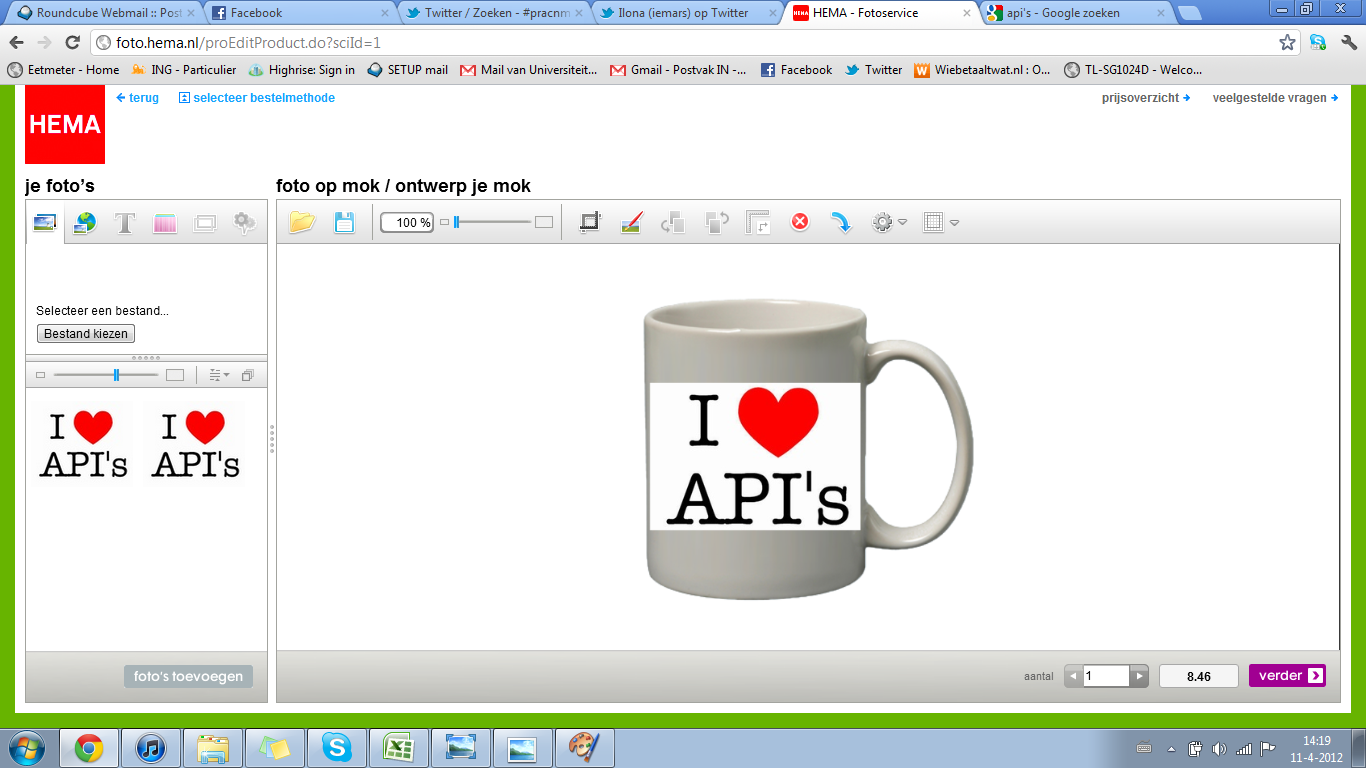 Roundcube Webmail :: Post
Facebook
Twitter / Zoeken - #pracnm
Ilona (iemars) op Twitter
HEMA - Fotoservice
api's - Google zoeken
foto.hema.nl/proEditProduct.do?sciId=1
Eetmeter - Home
ING - Particulier
Highrise: Sign in
SETUP mail
Mail van Universiteit...
Gmail - Postvak IN -...
Facebook
Twitter
Wiebetaaltwat.nl : O...
TL-SG1024D - Welco...
HEMA
terug
selecteer bestelmethode
prijsoverzicht
veelgestelde vragen
je foto's
foto op mok / ontwerp je mok
T
100 %
Selecteer een bestand...
Bestand kiezen
I
API's
I
API's
I
API's
foto's toevoegen
aantal
1
8.46
verder
14:19
11-4-2012